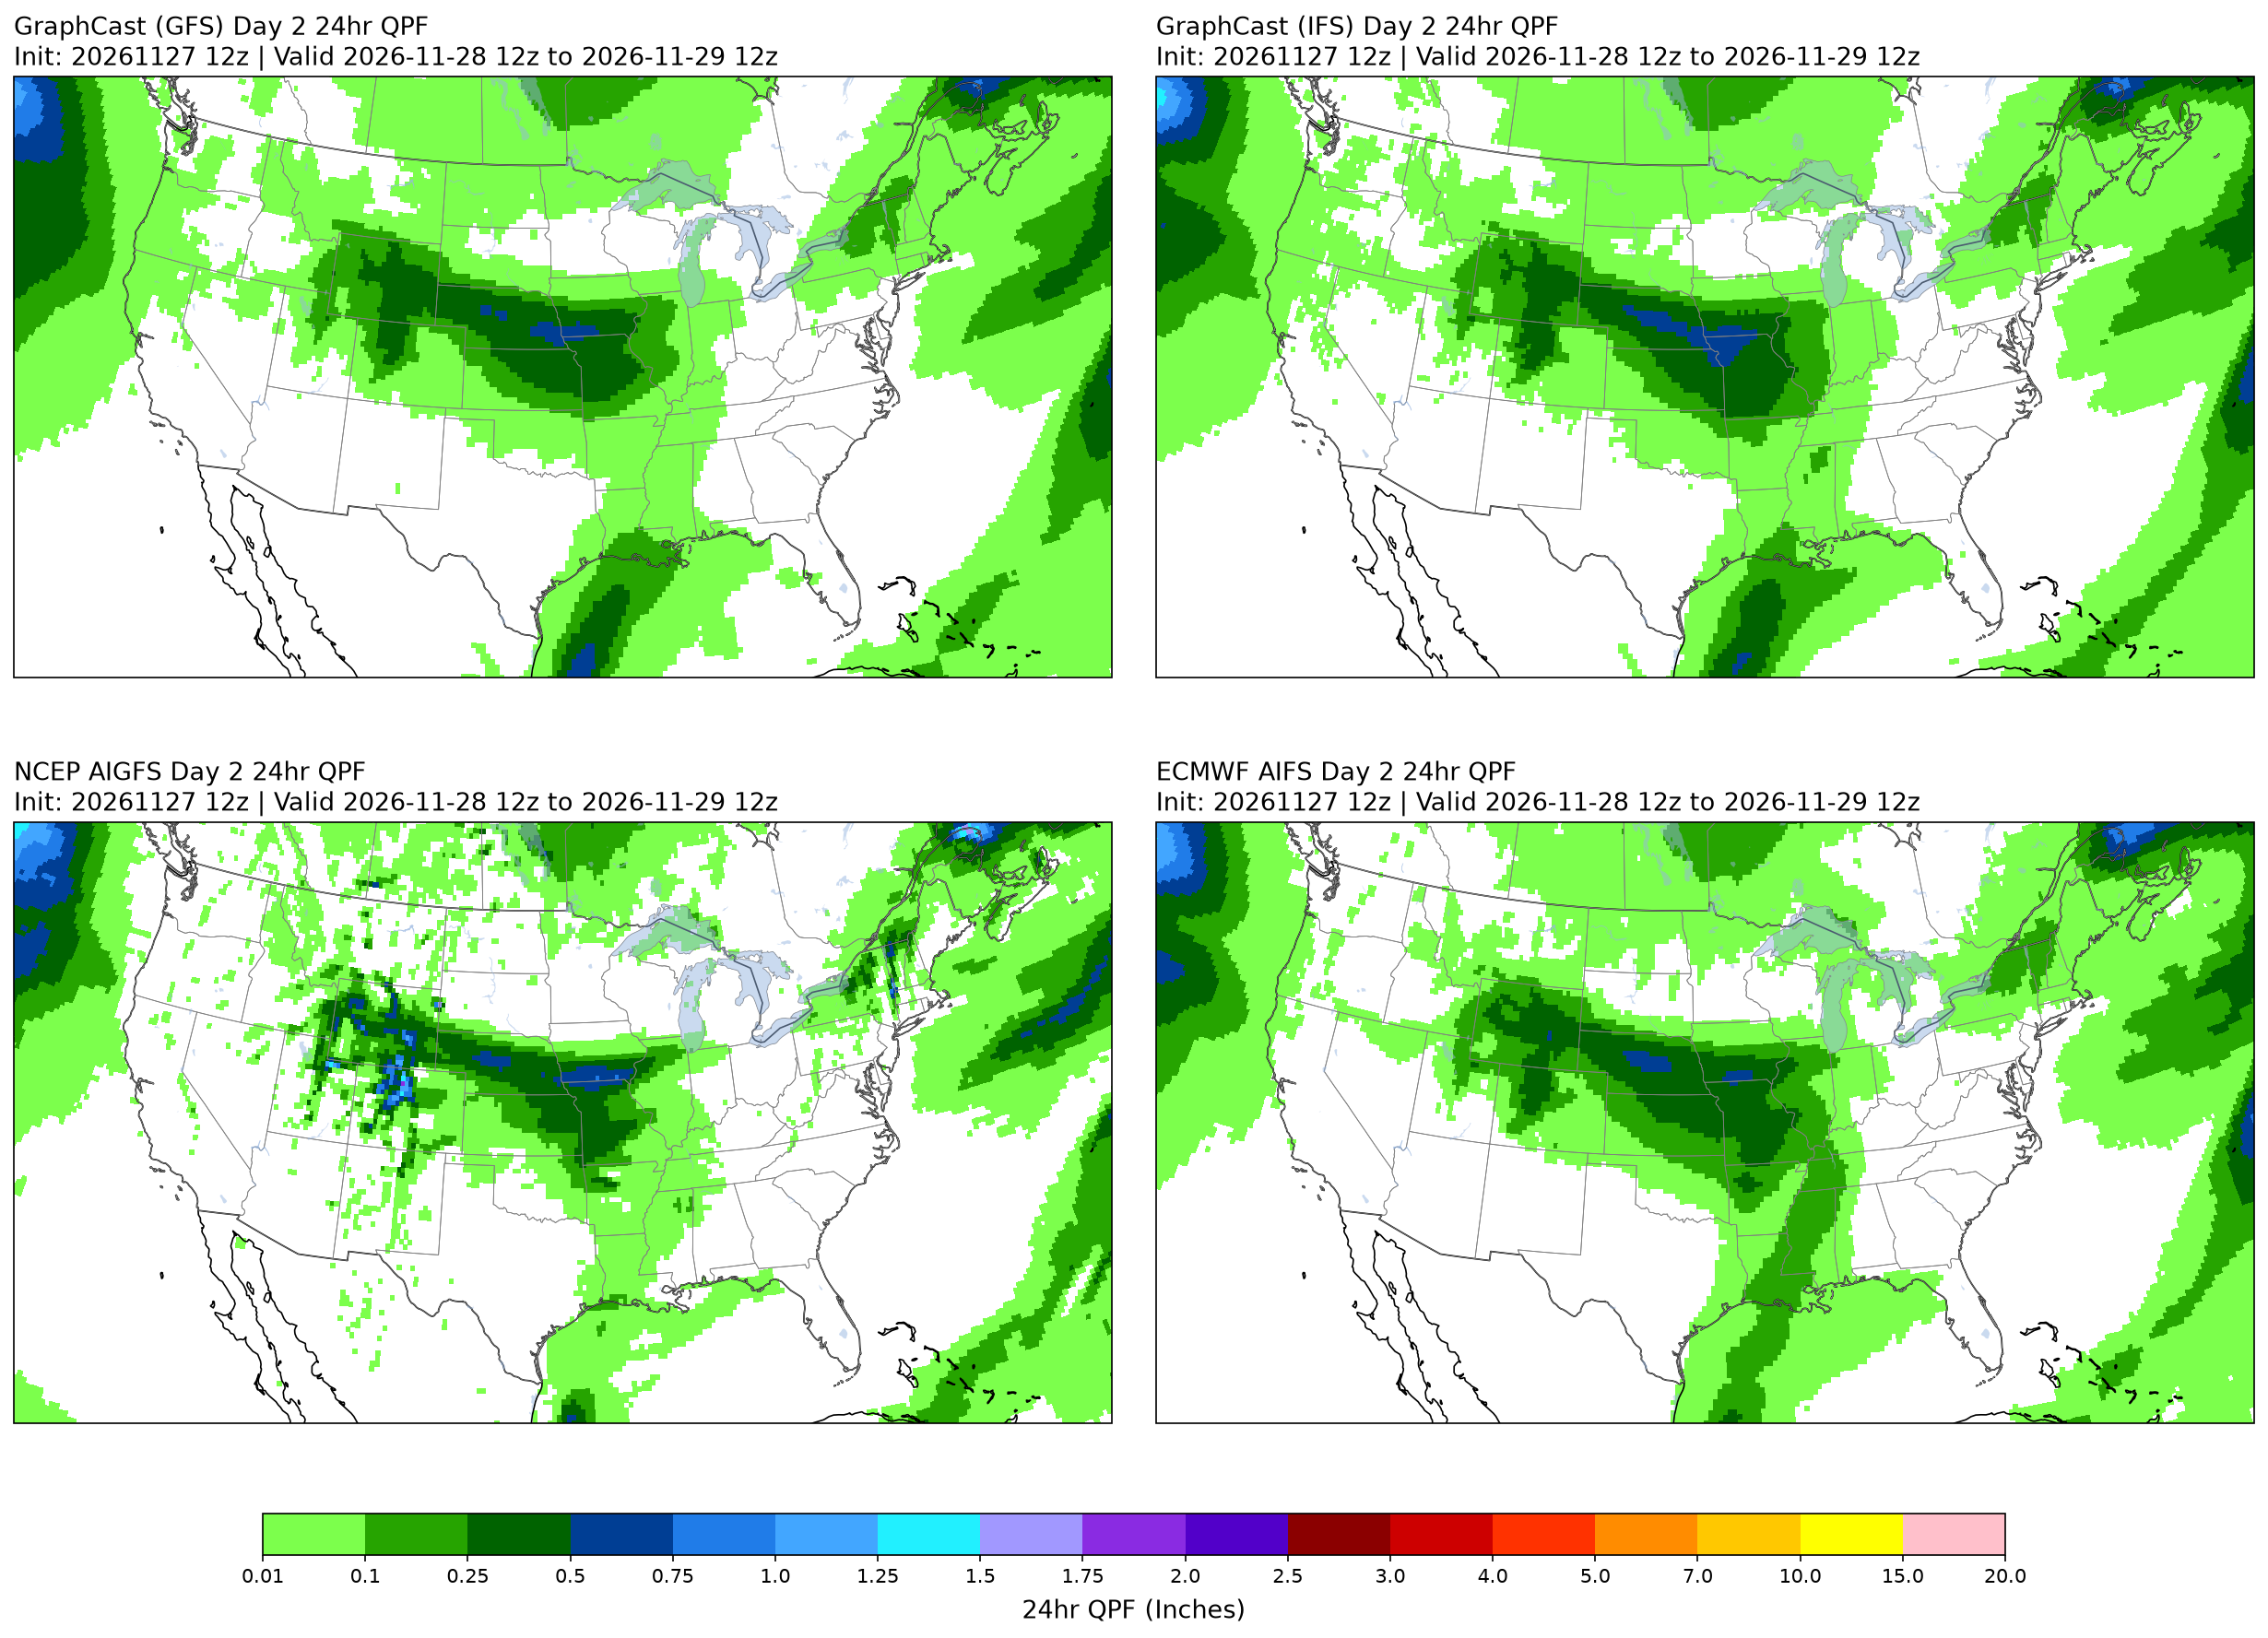 GraphCast (GFS) Day 2 24hr QPF
Init: 20261127 12z | Valid 2026-11-28 12z to 2026-11-29 12z
GraphCast (IFS) Day 2 24hr QPF
Init: 20261127 12z | Valid 2026-11-28 12z to 2026-11-29 12z
NCEP AIGFS Day 2 24hr QPF
Init: 20261127 12z | Valid 2026-11-28 12z to 2026-11-29 12z
ECMWF AIFS Day 2 24hr QPF
Init: 20261127 12z | Valid 2026-11-28 12z to 2026-11-29 12z
0.01 0.1 0.25 0.5 0.75 1.0 1.25 1.5 1.75 2.0 2.5 3.0 4.0 5.0 7.0 10.0 15.0 20.0
24hr QPF (Inches)